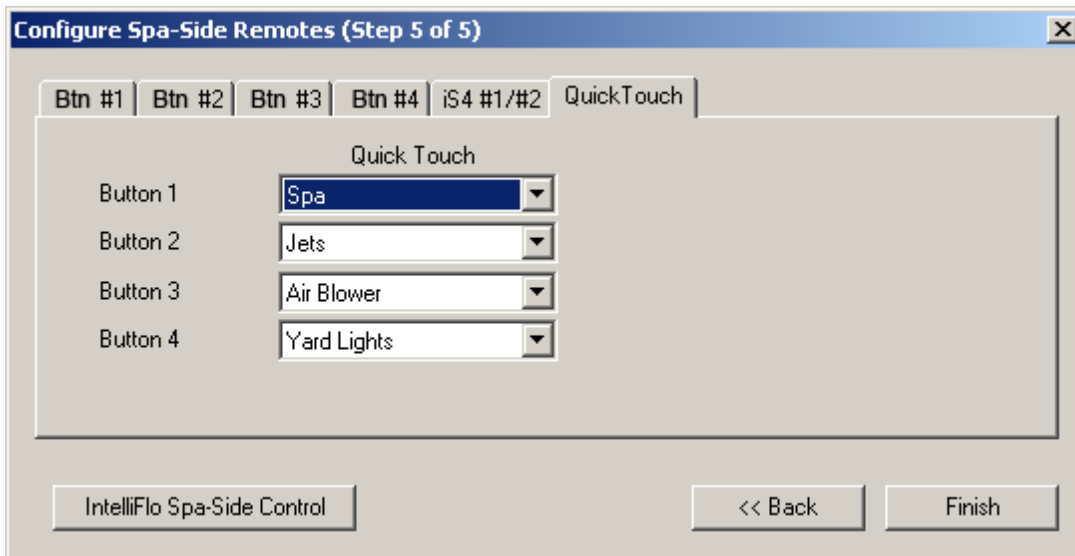 Configure Spa-Side Remotes (Step 5 of 5)
Btn #1 Btn #2 Btn #3 Btn #4 iS4 #1/#2 QuickTouch
Quick Touch
Button 1 Spa
Button 2 Jets
Button 3 Air Blower
Button 4 Yard Lights
IntelliFlo Spa-Side Control << Back Finish